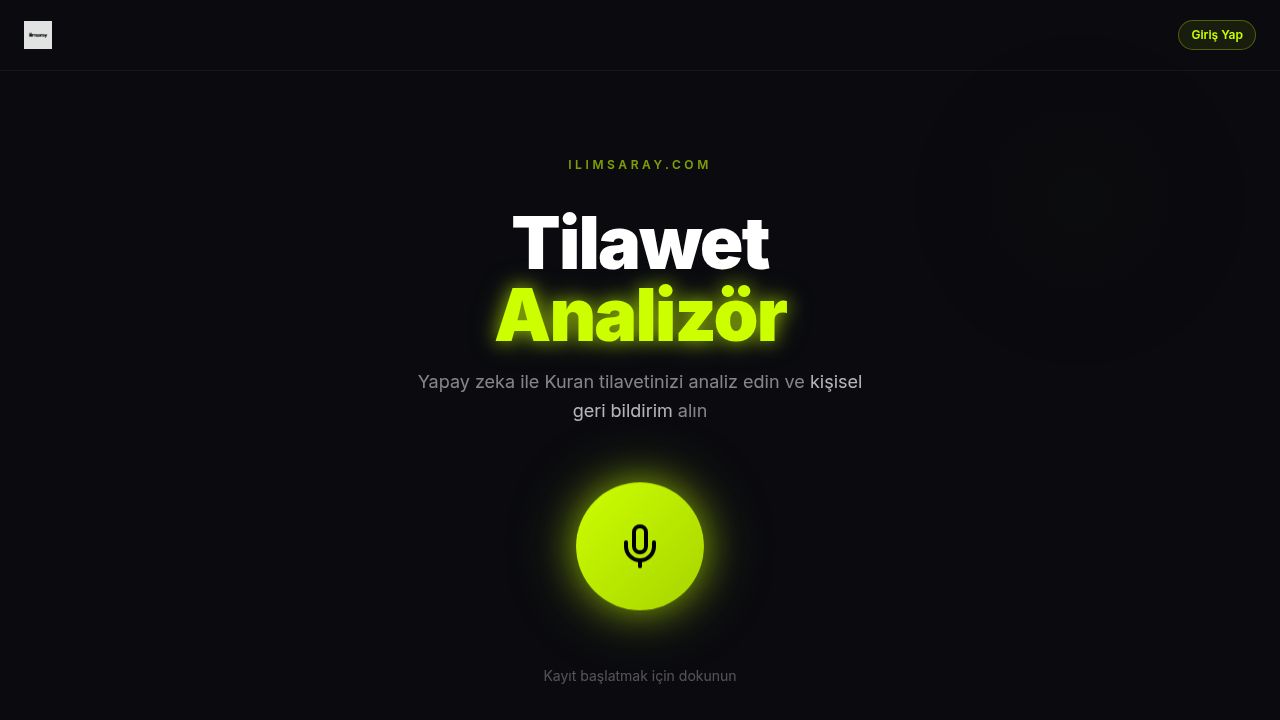 ilimsaray
Giriş Yap
ILIMSARAY.COM
Tilawet
Analizör
Yapay zeka ile Kuran tilavetinizi analiz edin ve kişisel
geri bildirim alın
Kayıt başlatmak için dokunun